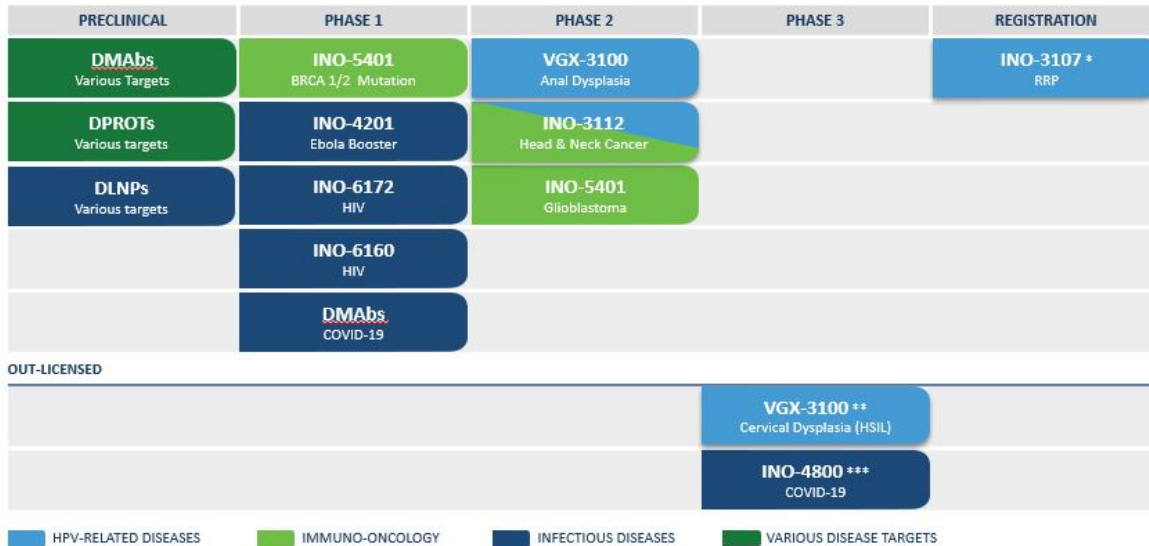 PRECLINICAL PHASE 1 PHASE 2 PHASE 3 REGISTRATION
DMAbs INO-5401 VGX-3100 INO-3107 *
Various Targets BRCA 1/2 Mutation Anal Dysplasia RRP
DPROTs INO-4201 INO-3112
Various targets Ebola Booster Head & Neck Cancer
DLNPs INO-6172 INO-5401
Various targets HIV Glioblastoma
INO-6160
HIV
DMAbs
COVID-19
OUT-LICENSED
VGX-3100 **
Cervical Dysplasia (HSIL)
INO-4800 ***
COVID-19
HPV-RELATED DISEASES IMMUNO-ONCOLOGY INFECTIOUS DISEASES VARIOUS DISEASE TARGETS